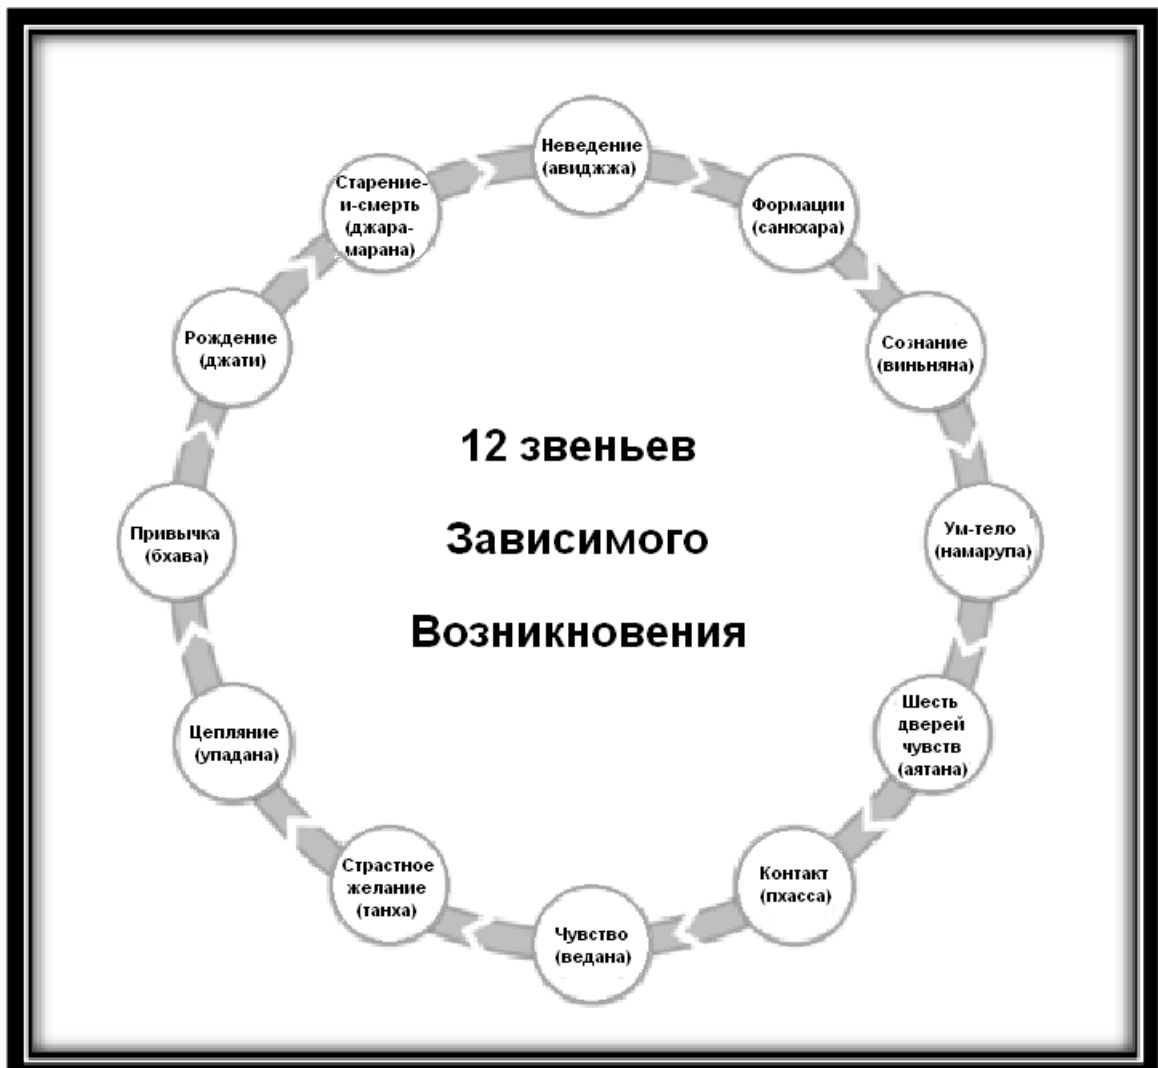 12 звеньев
Зависимого
Возникновения
Неведение
(авиджжа)
Формации
(санкхара)
Сознание
(виньняна)
Ум-тело
(намарупа)
Шесть
дверей
чувств
(аятана)
Контакт
(пхасса)
Чувство
(ведана)
Страстное
желание
(танха)
Цепляние
(упадана)
Привычка
(бхава)
Рождение
(джати)
Старение-
и-смерть
(джара-
марана)